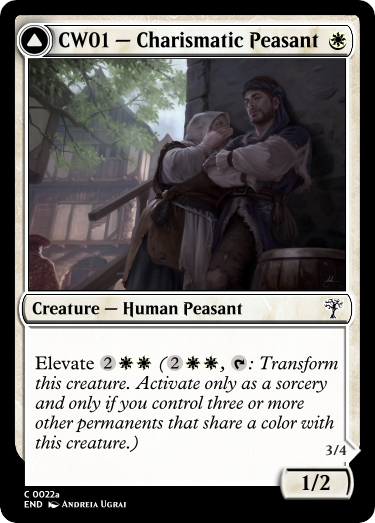 CW01 — Charismatic Peasant
Creature — Human Peasant
Elevate 2 (2, : Transform
this creature. Activate only as a sorcery
and only if you control three or more
other permanents that share a color with
this creature.)
3/4
1/2
C 0022a
END Andreia Ugrai